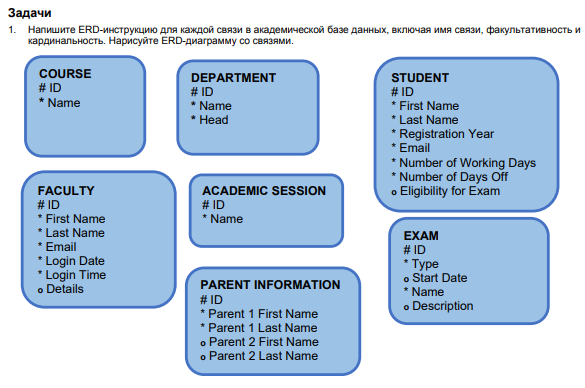 Задачи
1. Напишите ERD-инструкцию для каждой связи в академической базе данных, включая имя связи, факультативность и
кардинальность. Нарисуйте ERD-диаграмму со связями.
COURSE
# ID
* Name
DEPARTMENT
# ID
* Name
* Head
STUDENT
# ID
* First Name
* Last Name
* Registration Year
* Email
* Number of Working Days
* Number of Days Off
o Eligibility for Exam
FACULTY
# ID
* First Name
* Last Name
* Email
* Login Date
* Login Time
o Details
ACADEMIC SESSION
# ID
* Name
EXAM
# ID
* Type
o Start Date
* Name
o Description
PARENT INFORMATION
# ID
* Parent 1 First Name
* Parent 1 Last Name
o Parent 2 First Name
o Parent 2 Last Name